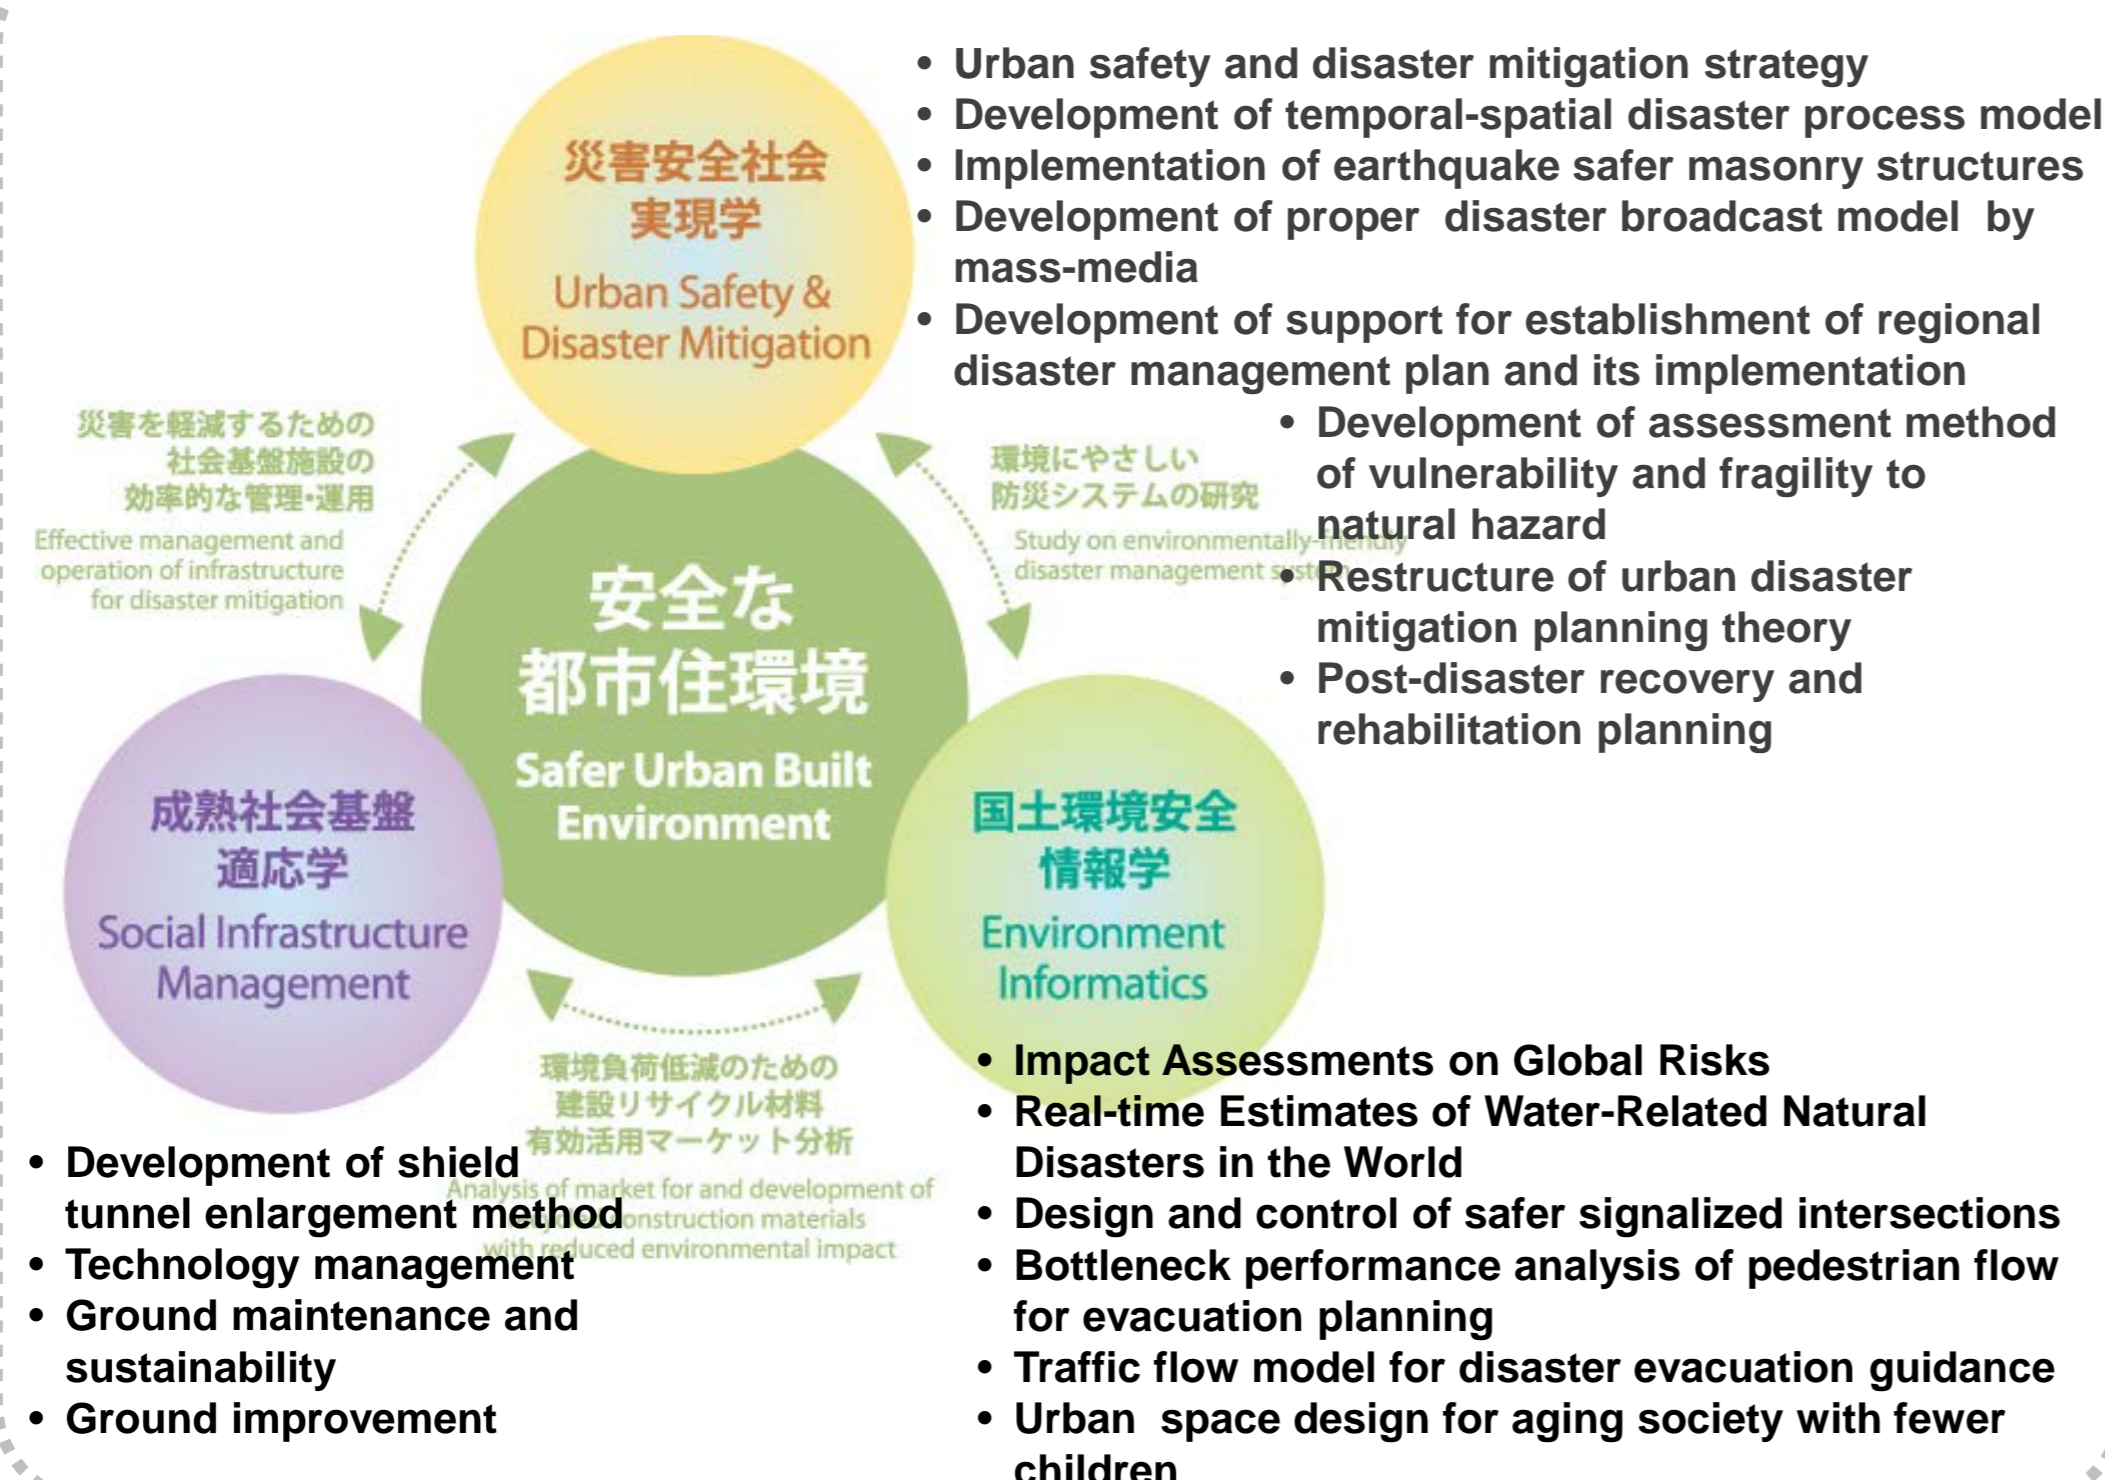 災害安全社会
実現学
Urban Safety &
Disaster Mitigation
• Urban safety and disaster mitigation strategy
• Development of temporal-spatial disaster process model
• Implementation of earthquake safer masonry structures
• Development of proper disaster broadcast model by
mass-media
• Development of support for establishment of regional
disaster management plan and its implementation
• Development of assessment method
of vulnerability and fragility to
natural hazard
• Restructure of urban disaster
mitigation planning theory
• Post-disaster recovery and
rehabilitation planning
災害を軽減するための
社会基盤施設の
効率的な管理・運用
Effective management and
operation of infrastructure
for disaster mitigation
環境にやさしい
防災システムの研究
Study on environmentally-friendly
disaster management system
安全な
都市住環境
Safer Urban Built
Environment
成熟社会基盤
適応学
Social Infrastructure
Management
国土環境安全
情報学
Environment
Informatics
環境負荷低減のための
建設リサイクル材料
有効活用マーケット分析
Analysis of market for and development of
construction materials
with reduced environmental impact
• Development of shield
tunnel enlargement method
• Technology management
• Ground maintenance and
sustainability
• Ground improvement
• Impact Assessments on Global Risks
• Real-time Estimates of Water-Related Natural
Disasters in the World
• Design and control of safer signalized intersections
• Bottleneck performance analysis of pedestrian flow
for evacuation planning
• Traffic flow model for disaster evacuation guidance
• Urban space design for aging society with fewer
children